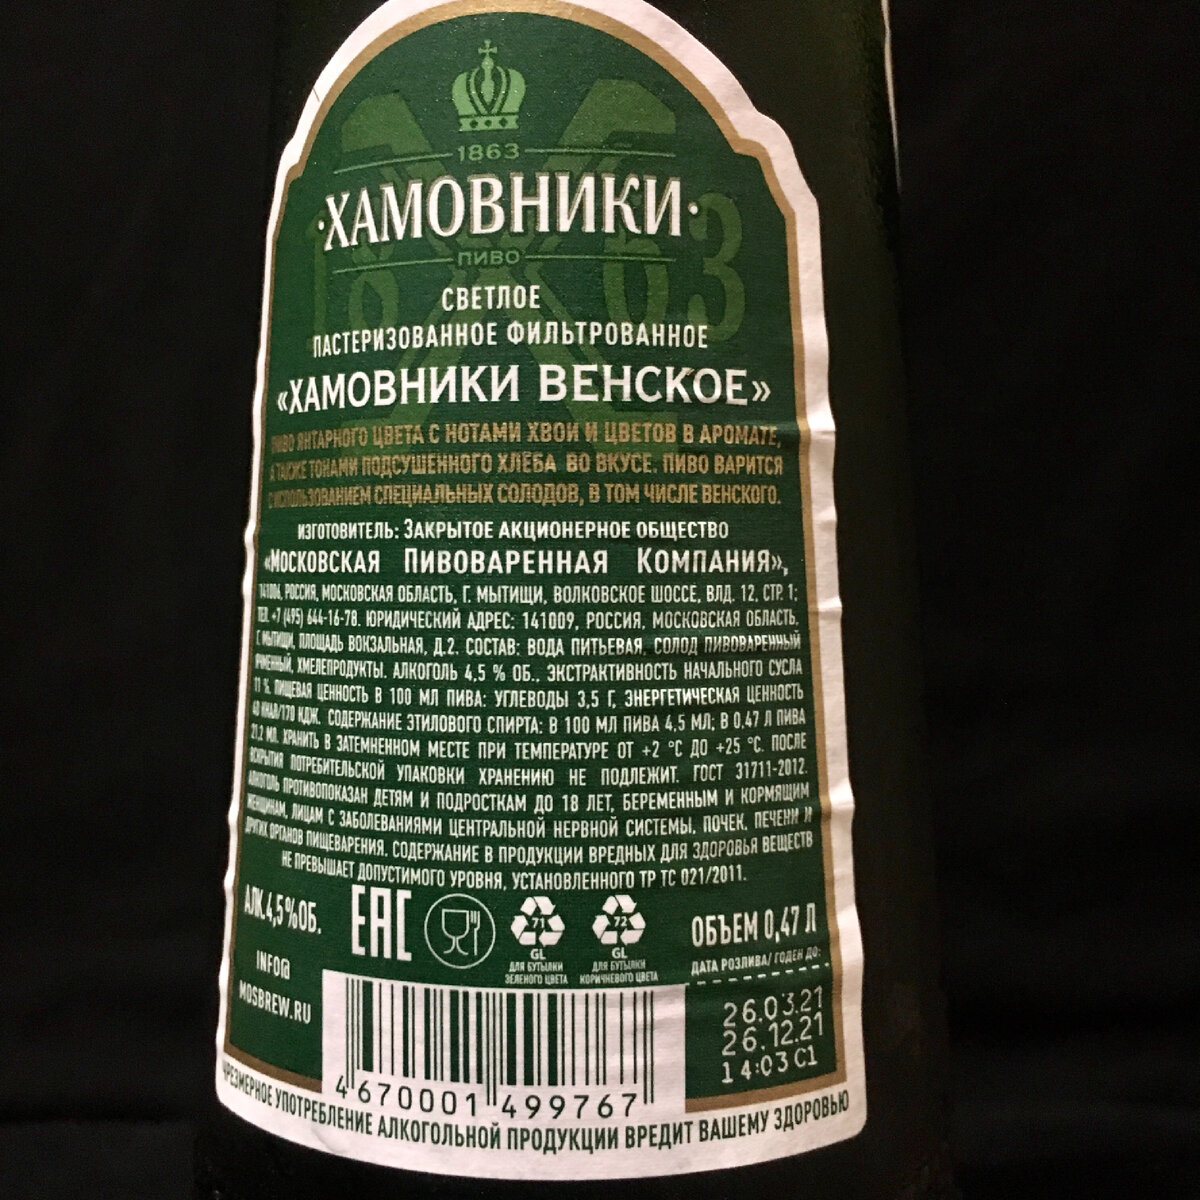 1863
·ХАМОВНИКИ·
ПИВО
18 63
СВЕТЛОЕ
ПАСТЕРИЗОВАННОЕ ФИЛЬТРОВАННОЕ
«ХАМОВНИКИ ВЕНСКОЕ»
ПИВО ЯНТАРНОГО ЦВЕТА С НОТАМИ ХВОИ И ЦВЕТОВ В АРОМАТЕ,
А ТАКЖЕ ТОНАМИ ПОДСУШЕННОГО ХЛЕБА ВО ВКУСЕ. ПИВО ВАРИТСЯ
С ИСПОЛЬЗОВАНИЕМ СПЕЦИАЛЬНЫХ СОЛОДОВ, В ТОМ ЧИСЛЕ ВЕНСКОГО.
ИЗГОТОВИТЕЛЬ: ЗАКРЫТОЕ АКЦИОНЕРНОЕ ОБЩЕСТВО
«МОСКОВСКАЯ ПИВОВАРЕННАЯ КОМПАНИЯ»,
141006, РОССИЯ, МОСКОВСКАЯ ОБЛАСТЬ, Г. МЫТИЩИ, ВОЛКОВСКОЕ ШОССЕ, ВЛД. 12, СТР. 1;
ТЕЛ. +7 (495) 644-16-78. ЮРИДИЧЕСКИЙ АДРЕС: 141009, РОССИЯ, МОСКОВСКАЯ ОБЛАСТЬ,
Г. МЫТИЩИ, ПЛОЩАДЬ ВОКЗАЛЬНАЯ, Д.2. СОСТАВ: ВОДА ПИТЬЕВАЯ, СОЛОД ПИВОВАРЕННЫЙ
ЯЧМЕННЫЙ, ХМЕЛЕПРОДУКТЫ. АЛКОГОЛЬ 4,5 % ОБ.. ЭКСТРАКТИВНОСТЬ НАЧАЛЬНОГО СУСЛА
11 %. ПИЩЕВАЯ ЦЕННОСТЬ В 100 МЛ ПИВА: УГЛЕВОДЫ 3,5 Г, ЭНЕРГЕТИЧЕСКАЯ ЦЕННОСТЬ
40 ККАЛ/170 КДЖ. СОДЕРЖАНИЕ ЭТИЛОВОГО СПИРТА: В 100 МЛ ПИВА 4,5 МЛ; В 0,47 Л ПИВА
21,2 МЛ. ХРАНИТЬ В ЗАТЕМНЕННОМ МЕСТЕ ПРИ ТЕМПЕРАТУРЕ ОТ +2 °С ДО +25 °С. ПОСЛЕ
ВСКРЫТИЯ ПОТРЕБИТЕЛЬСКОЙ УПАКОВКИ ХРАНЕНИЮ НЕ ПОДЛЕЖИТ. ГОСТ 31711-2012.
АЛКОГОЛЬ ПРОТИВОПОКАЗАН ДЕТЯМ И ПОДРОСТКАМ ДО 18 ЛЕТ, БЕРЕМЕННЫМ И КОРМЯЩИМ
ЖЕНЩИНАМ, ЛИЦАМ С ЗАБОЛЕВАНИЯМИ ЦЕНТРАЛЬНОЙ НЕРВНОЙ СИСТЕМЫ, ПОЧЕК, ПЕЧЕНИ И
ДРУГИХ ОРГАНОВ ПИЩЕВАРЕНИЯ. СОДЕРЖАНИЕ В ПРОДУКЦИИ ВРЕДНЫХ ДЛЯ ЗДОРОВЬЯ ВЕЩЕСТВ
НЕ ПРЕВЫШАЕТ ДОПУСТИМОГО УРОВНЯ, УСТАНОВЛЕННОГО ТР ТС 021/2011.
АЛК. 4,5%ОБ.
INFO@
MOSBREW.RU
ЕАС
71
GL
ДЛЯ БУТЫЛКИ
ЗЕЛЕНОГО ЦВЕТА
72
GL
ДЛЯ БУТЫЛКИ
КОРИЧНЕВОГО ЦВЕТА
ОБЪЕМ 0,47 Л
ДАТА РОЗЛИВА/ ГОДЕН ДО:
26.03.21
26.12.21
14:03 C1
4 670001 499767
ЧРЕЗМЕРНОЕ УПОТРЕБЛЕНИЕ АЛКОГОЛЬНОЙ ПРОДУКЦИИ ВРЕДИТ ВАШЕМУ ЗДОРОВЬЮ